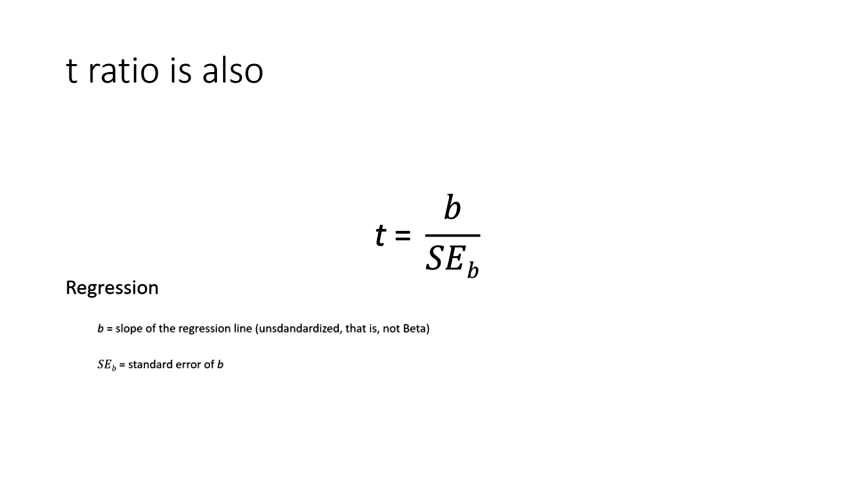 t ratio is also
t = b / SE_b
Regression
b = slope of the regression line (unsdandardized, that is, not Beta)
SE_b = standard error of b